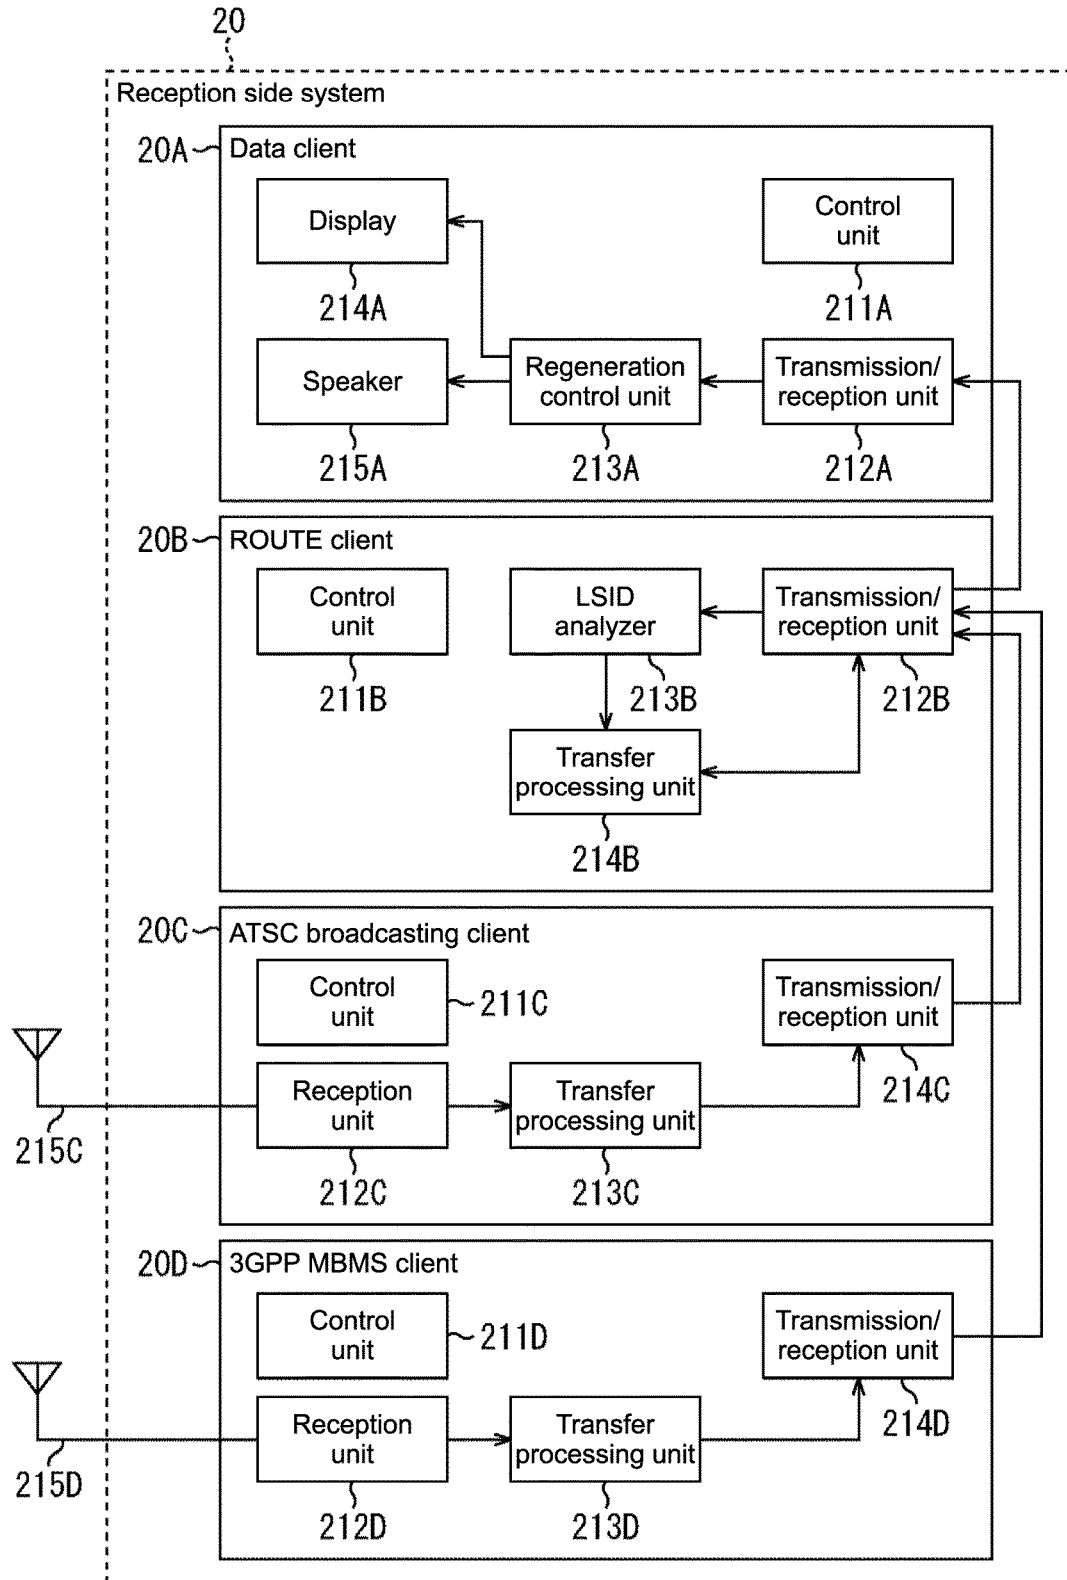 20
Reception side system
20A
Data client
Display
Control
unit
214A
211A
Speaker
Regeneration
control unit
Transmission/
reception unit
215A
213A
212A
20B
ROUTE client
Control
unit
LSID
analyzer
Transmission/
reception unit
211B
213B
212B
Transfer
processing unit
214B
20C
ATSC broadcasting client
Control
unit
211C
Transmission/
reception unit
214C
Reception
unit
Transfer
processing unit
215C
212C
213C
20D
3GPP MBMS client
Control
unit
211D
Transmission/
reception unit
214D
Reception
unit
Transfer
processing unit
215D
212D
213D